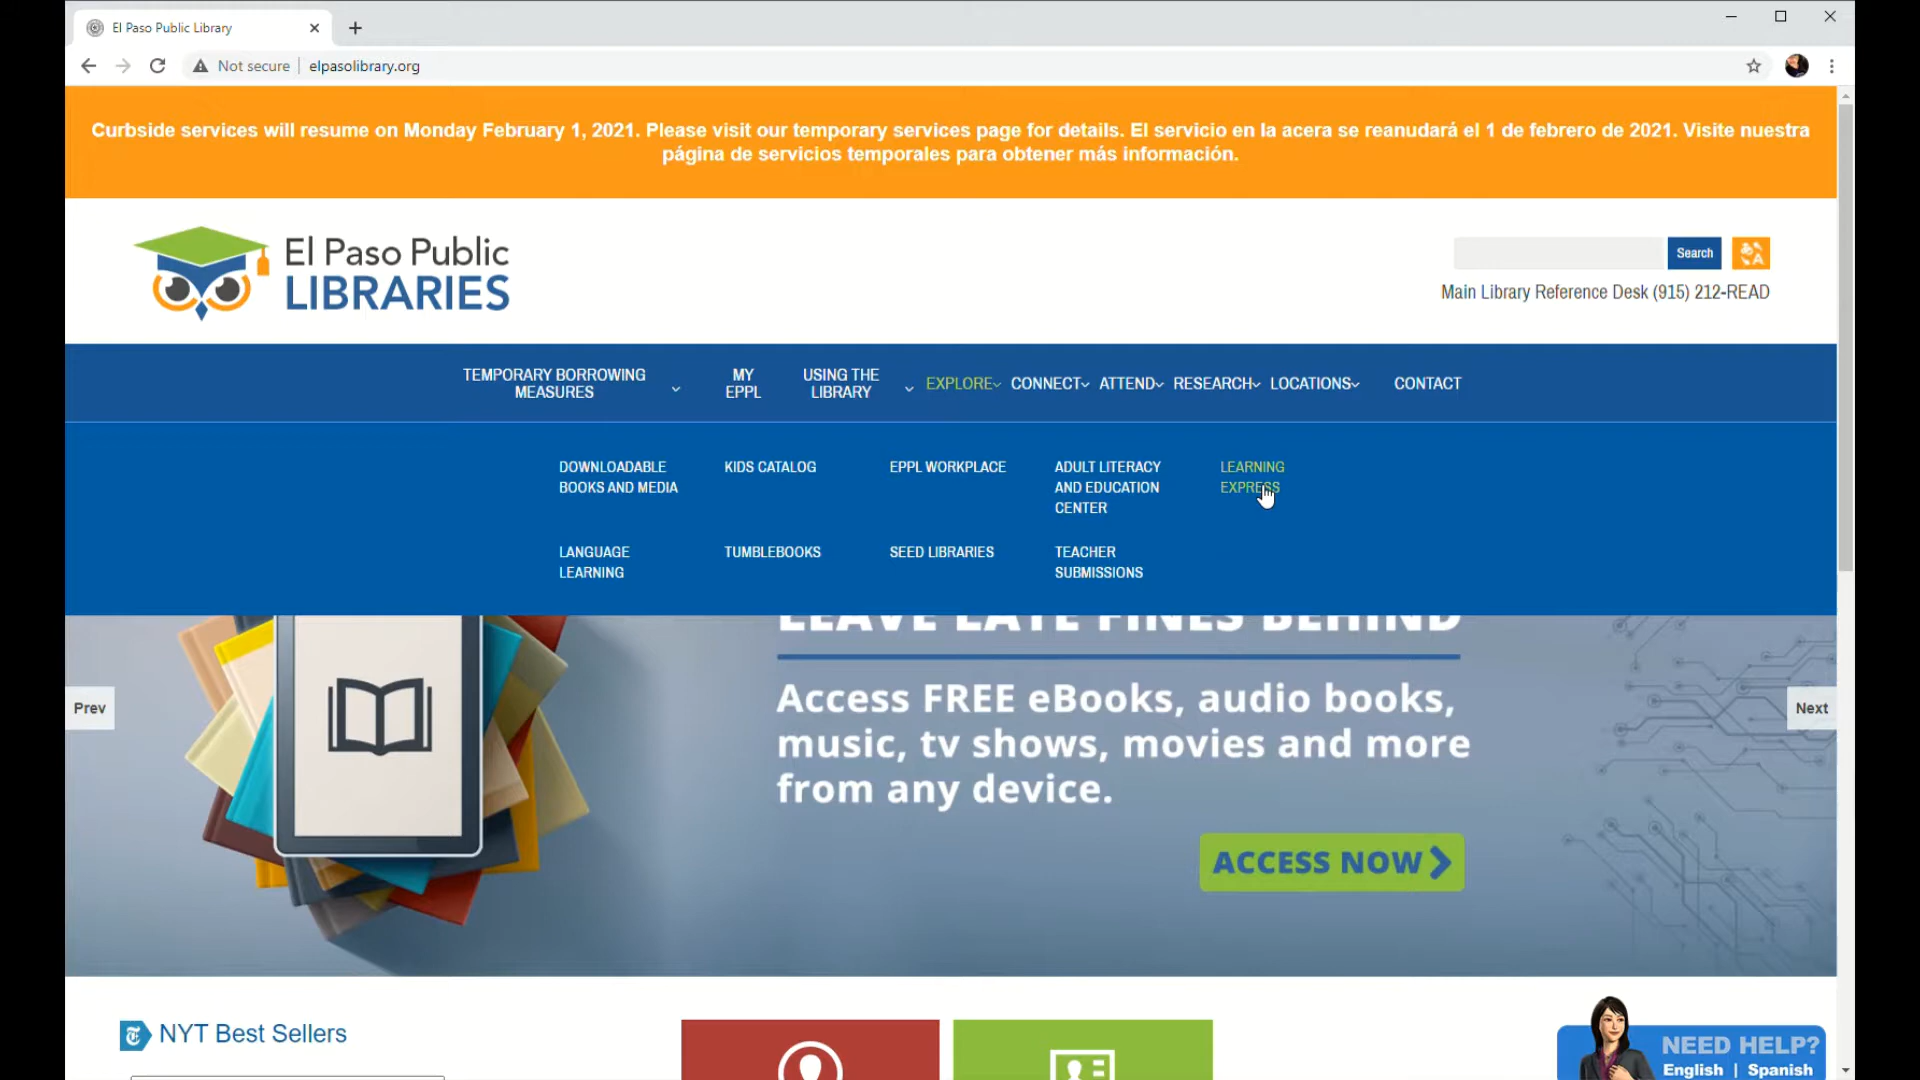 El Paso Public Library
Not secure
elpasolibrary.org
Curbside services will resume on Monday February 1, 2021. Please visit our temporary services page for details. El servicio en la acera se reanudará el 1 de febrero de 2021. Visite nuestra
página de servicios temporales para obtener más información.
El Paso Public
LIBRARIES
Search
Main Library Reference Desk (915) 212-READ
TEMPORARY BORROWING
MEASURES
MY
EPPL
USING THE
LIBRARY
EXPLORE
CONNECT
ATTEND
RESEARCH
LOCATIONS
CONTACT
DOWNLOADABLE
BOOKS AND MEDIA
KIDS CATALOG
EPPL WORKPLACE
ADULT LITERACY
AND EDUCATION
CENTER
LEARNING
EXPRESS
LANGUAGE
LEARNING
TUMBLEBOOKS
SEED LIBRARIES
TEACHER
SUBMISSIONS
LEAVE LATE FINES BEHIND
Access FREE eBooks, audio books,
music, tv shows, movies and more
from any device.
Prev
Next
ACCESS NOW
NYT Best Sellers
NEED HELP?
English | Spanish